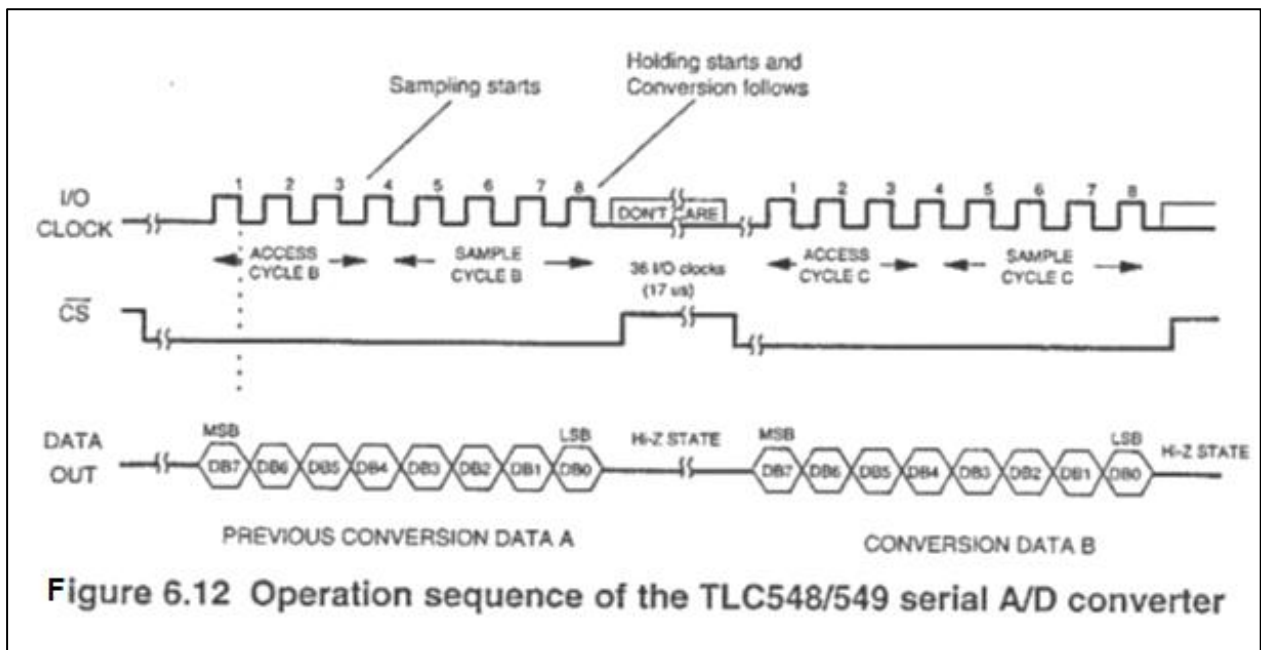 Holding starts and
Conversion follows
Sampling starts
I/O
CLOCK
1 2 3 4 5 6 7 8
DON'T CARE
1 2 3 4 5 6 7 8
ACCESS
CYCLE B
SAMPLE
CYCLE B
36 I/O clocks
(17 us)
ACCESS
CYCLE C
SAMPLE
CYCLE C
CS
DATA
OUT
MSB
LSB
DB7 DB6 DB5 DB4 DB3 DB2 DB1 DB0
Hi-Z STATE
MSB
LSB
DB7 DB6 DB5 DB4 DB3 DB2 DB1 DB0
Hi-Z STATE
PREVIOUS CONVERSION DATA A
CONVERSION DATA B
Figure 6.12 Operation sequence of the TLC548/549 serial A/D converter